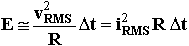 E ≅ v²RMS / R Δt = i²RMS R Δt